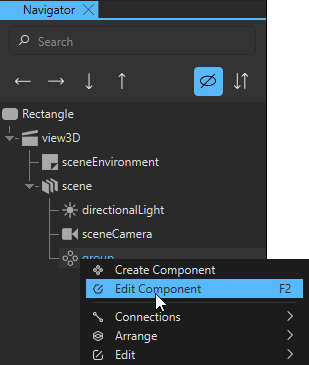 Navigator
Search
Rectangle
view3D
sceneEnvironment
scene
directionalLight
sceneCamera
group
Create Component
Edit Component F2
Connections
Arrange
Edit